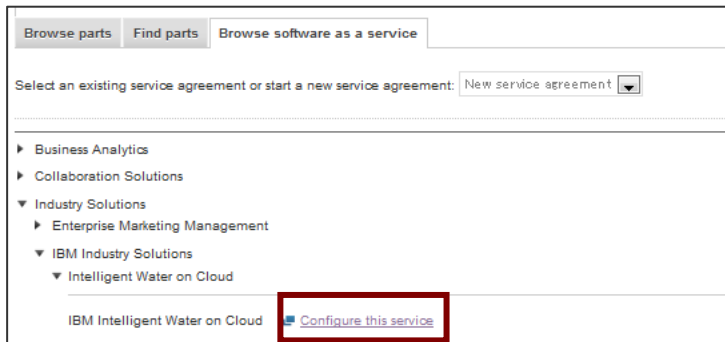 Browse parts Find parts Browse software as a service
Select an existing service agreement or start a new service agreement: New service agreement
Business Analytics
Collaboration Solutions
Industry Solutions
Enterprise Marketing Management
IBM Industry Solutions
Intelligent Water on Cloud
IBM Intelligent Water on Cloud Configure this service